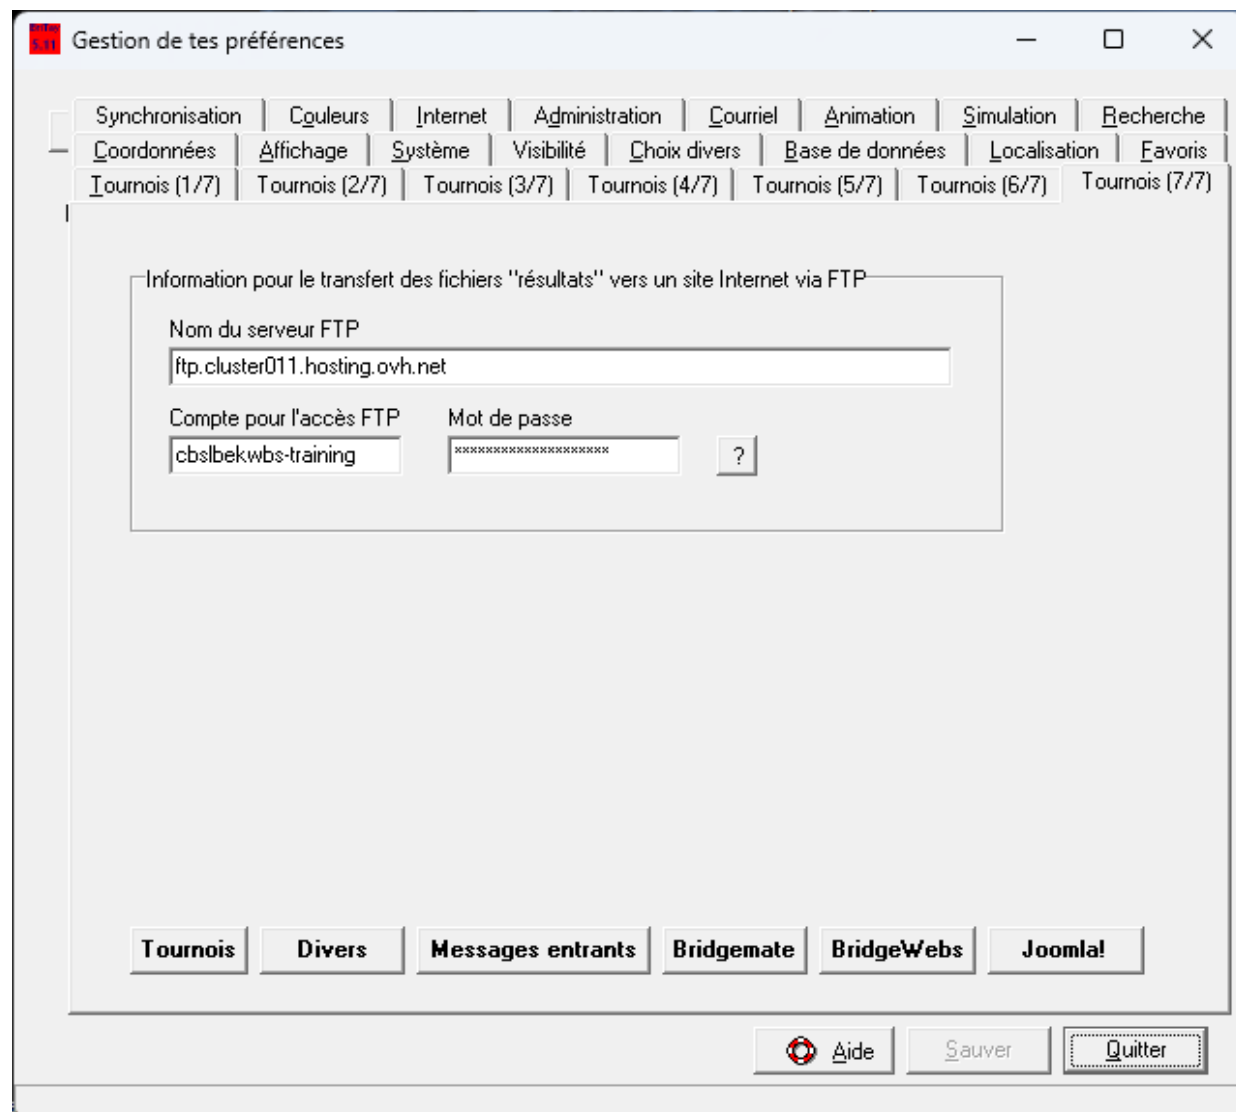 Gestion de tes préférences
Synchronisation Couleurs Internet Administration Courriel Animation Simulation Recherche
Coordonnées Affichage Système Visibilité Choix divers Base de données Localisation Favoris
Tournois (1/7) Tournois (2/7) Tournois (3/7) Tournois (4/7) Tournois (5/7) Tournois (6/7) Tournois (7/7)
Information pour le transfert des fichiers "résultats" vers un site Internet via FTP
Nom du serveur FTP
ftp.cluster011.hosting.ovh.net
Compte pour l'accès FTP Mot de passe
cbslbekwbs-training ******************** ?
Tournois Divers Messages entrants Bridgemate BridgeWebs Joomla!
Aide Sauver Quitter